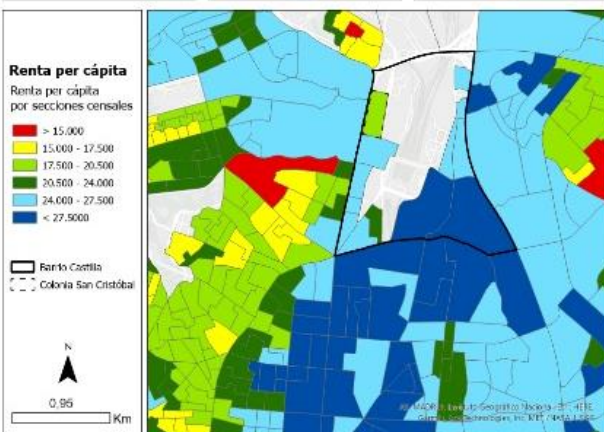 Renta per cápita
Renta per cápita
por secciones censales
> 15.000
15.000 - 17.500
17.500 - 20.500
20.500 - 24.000
24.000 - 27.500
< 27.5000
Barrio Castilla
Colonia San Cristóbal
N
0,95
Km